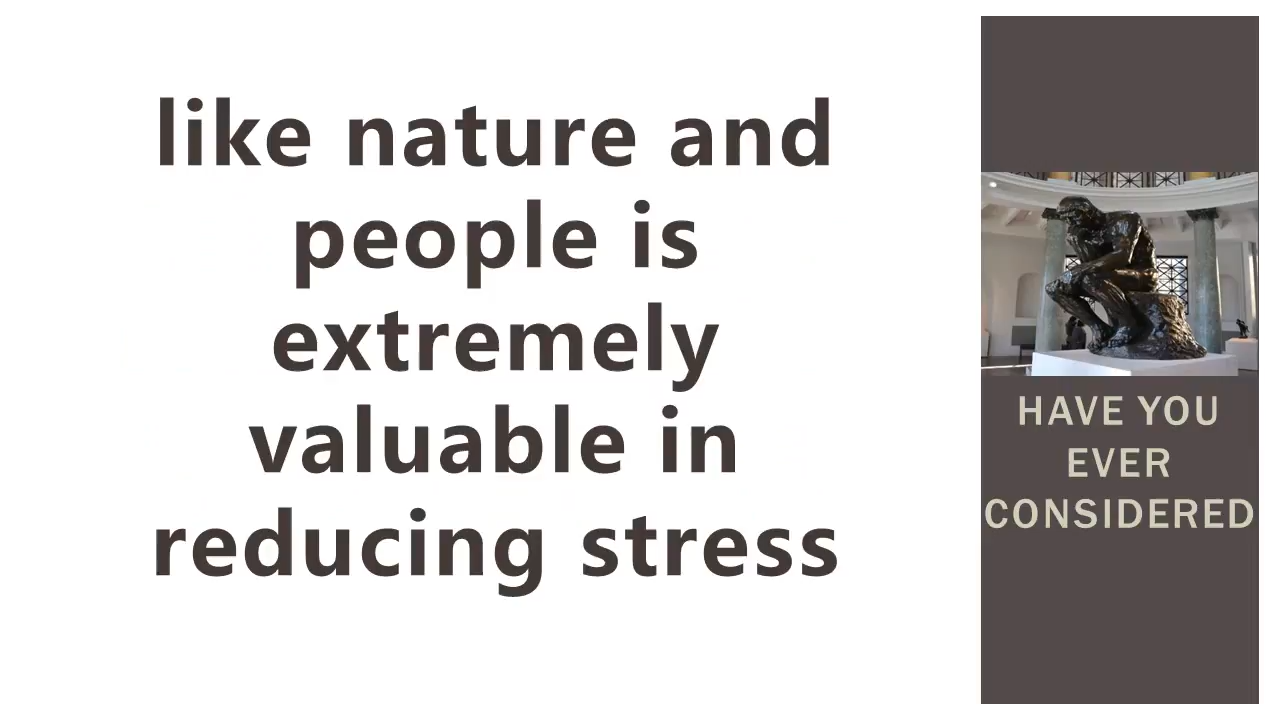 like nature and
people is
extremely
valuable in
reducing stress
HAVE YOU
EVER
CONSIDERED